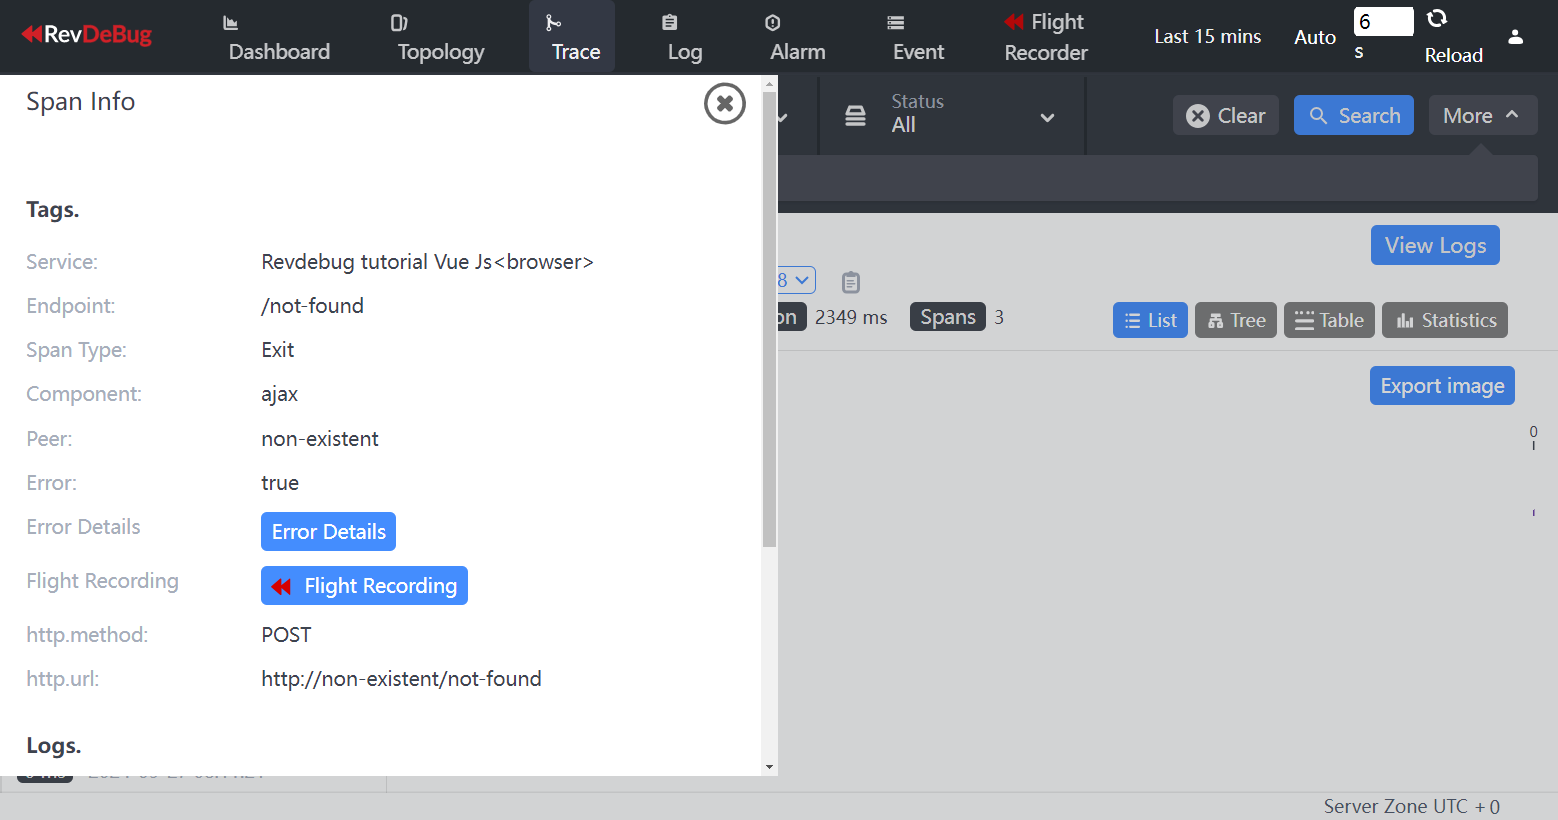 RevDeBug
Dashboard
Topology
Trace
Log
Alarm
Event
Flight
Recorder
Last 15 mins
Auto
6
s
Reload
Span Info
Status
All
Clear
Search
More
Tags.
Service:
Revdebug tutorial Vue Js<browser>
Endpoint:
/not-found
Span Type:
Exit
Component:
ajax
Peer:
non-existent
Error:
true
Error Details
Error Details
Flight Recording
Flight Recording
http.method:
POST
http.url:
http://non-existent/not-found
Logs.
View Logs
8
on
2349 ms
Spans
3
List
Tree
Table
Statistics
Export image
0
Server Zone UTC + 0